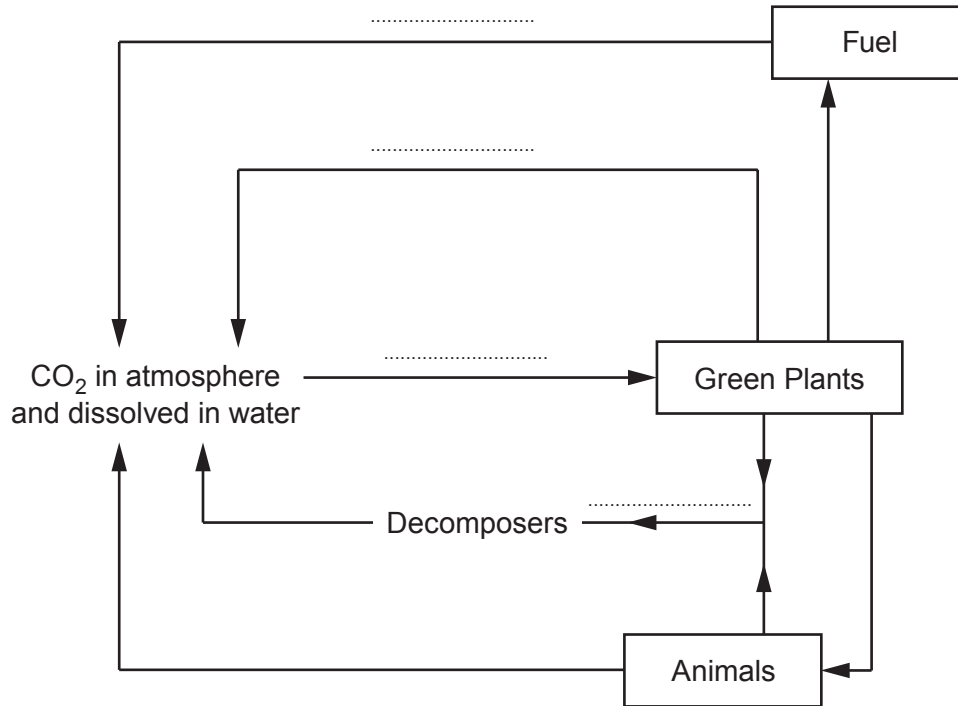 Fuel
CO₂ in atmosphere
and dissolved in water
Green Plants
Decomposers
Animals